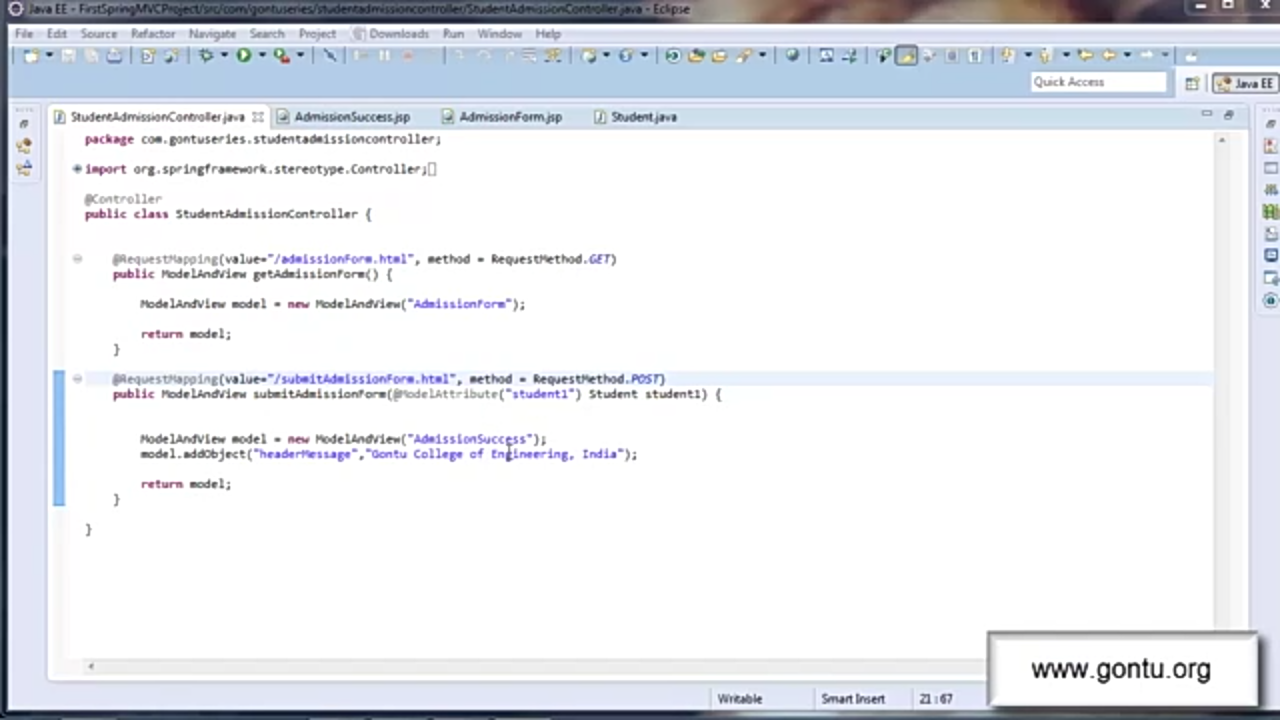 Java EE - FirstSpringMVCProject/src/com/gontuseries/studentadmissioncontroller/StudentAdmissionController.java - Eclipse
File Edit Source Refactor Navigate Search Project Downloads Run Window Help
Quick Access
Java EE
StudentAdmissionController.java AdmissionSuccess.jsp AdmissionForm.jsp Student.java
package com.gontuseries.studentadmissioncontroller;
import org.springframework.stereotype.Controller;
@Controller
public class StudentAdmissionController {
@RequestMapping(value="/admissionForm.html", method = RequestMethod.GET)
public ModelAndView getAdmissionForm() {
ModelAndView model = new ModelAndView("AdmissionForm");
return model;
}
@RequestMapping(value="/submitAdmissionForm.html", method = RequestMethod.POST)
public ModelAndView submitAdmissionForm(@ModelAttribute("student1") Student student1) {
ModelAndView model = new ModelAndView("AdmissionSuccess");
model.addObject("headerMessage","Gontu College of Engineering, India");
return model;
}
}
www.gontu.org
Writable Smart Insert 21:67